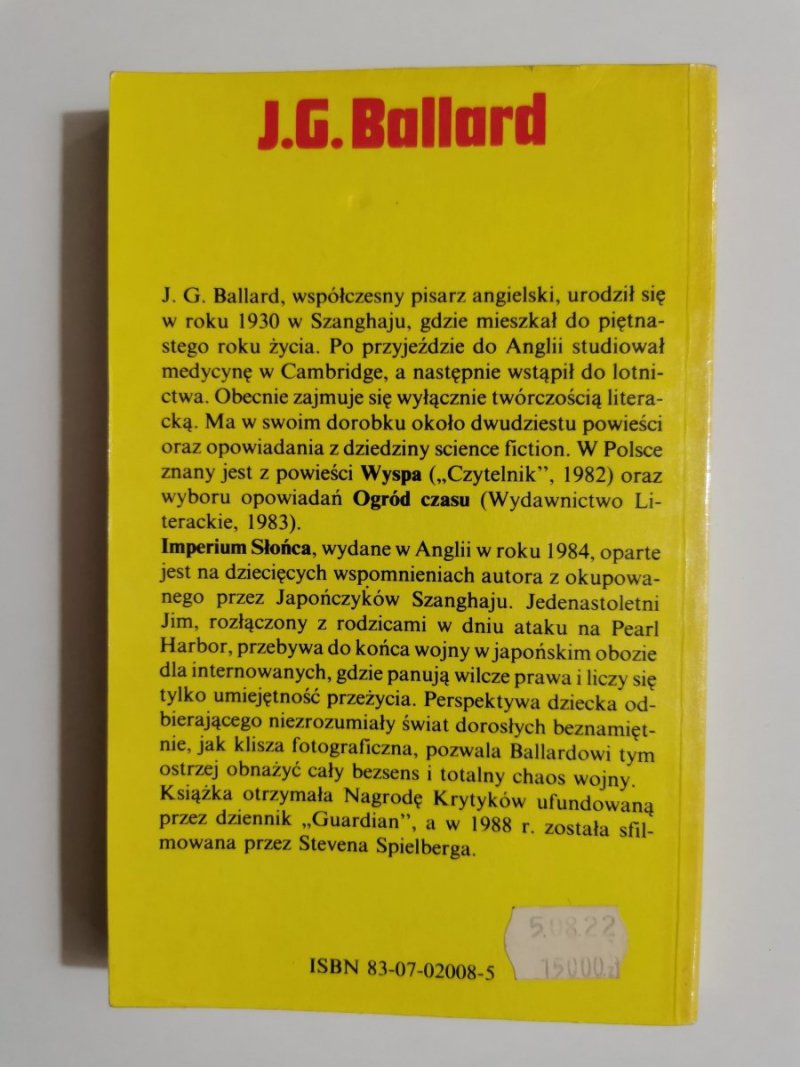 J.G. Ballard
J. G. Ballard, współczesny pisarz angielski, urodził się
w roku 1930 w Szanghaju, gdzie mieszkał do piętna-
stego roku życia. Po przyjeździe do Anglii studiował
medycynę w Cambridge, a następnie wstąpił do lotni-
ctwa. Obecnie zajmuje się wyłącznie twórczością litera-
cką. Ma w swoim dorobku około dwudziestu powieści
oraz opowiadania z dziedziny science fiction. W Polsce
znany jest z powieści Wyspa („Czytelnik”, 1982) oraz
wyboru opowiadań Ogród czasu (Wydawnictwo Li-
terackie, 1983).
Imperium Słońca, wydane w Anglii w roku 1984, oparte
jest na dziecięcych wspomnieniach autora z okupowa-
nego przez Japończyków Szanghaju. Jedenastoletni
Jim, rozłączony z rodzicami w dniu ataku na Pearl
Harbor, przebywa do końca wojny w japońskim obozie
dla internowanych, gdzie panują wilcze prawa i liczy się
tylko umiejętność przeżycia. Perspektywa dziecka od-
bierającego niezrozumiały świat dorosłych beznamięt-
nie, jak klisza fotograficzna, pozwala Ballardowi tym
ostrzej obnażyć cały bezsens i totalny chaos wojny.
Książka otrzymała Nagrodę Krytyków ufundowaną
przez dziennik „Guardian”, a w 1988 r. została sfil-
mowana przez Stevena Spielberga.
5.08.22
15000zł
ISBN 83-07-02008-5